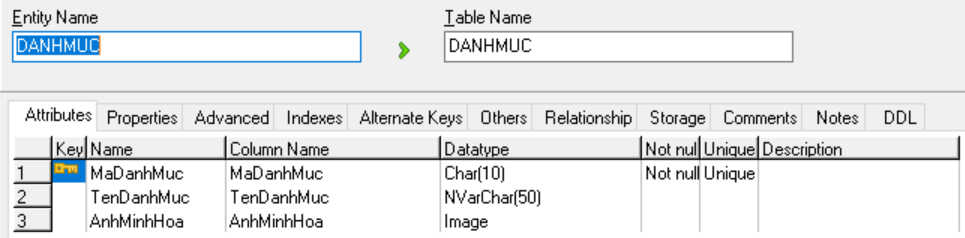 Entity Name Table Name
DANHMUC DANHMUC
Attributes Properties Advanced Indexes Alternate Keys Others Relationship Storage Comments Notes DDL
Key Name Column Name Datatype Not nul Unique Description
1 MaDanhMuc MaDanhMuc Char(10) Not null Unique
2 TenDanhMuc TenDanhMuc NVarChar(50)
3 AnhMinhHoa AnhMinhHoa Image